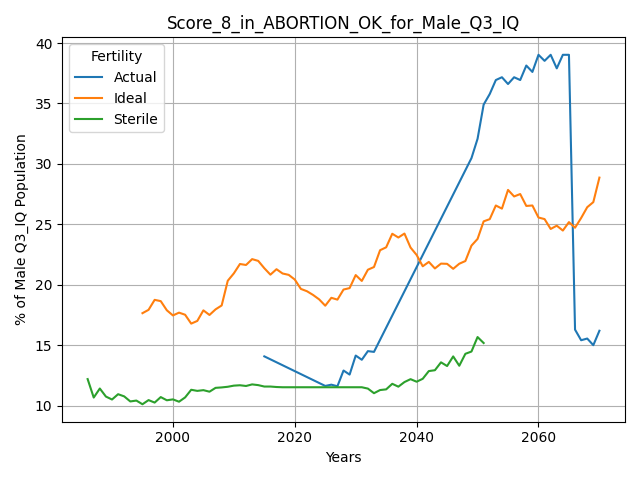 Score_8_in_ABORTION_OK_for_Male_Q3_IQ
% of Male Q3_IQ Population
40
35
30
25
20
15
10
Fertility
Actual
Ideal
Sterile
2000
2020
2040
2060
Years